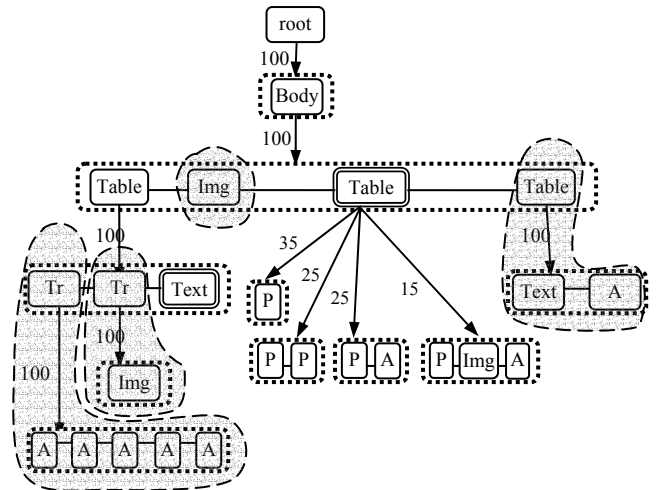 root
100
Body
100
Table Img Table Table
100 35 25 25 15 100
Tr Tr Text P Text A
100 100 P P P A P Img A
Img
A A A A A